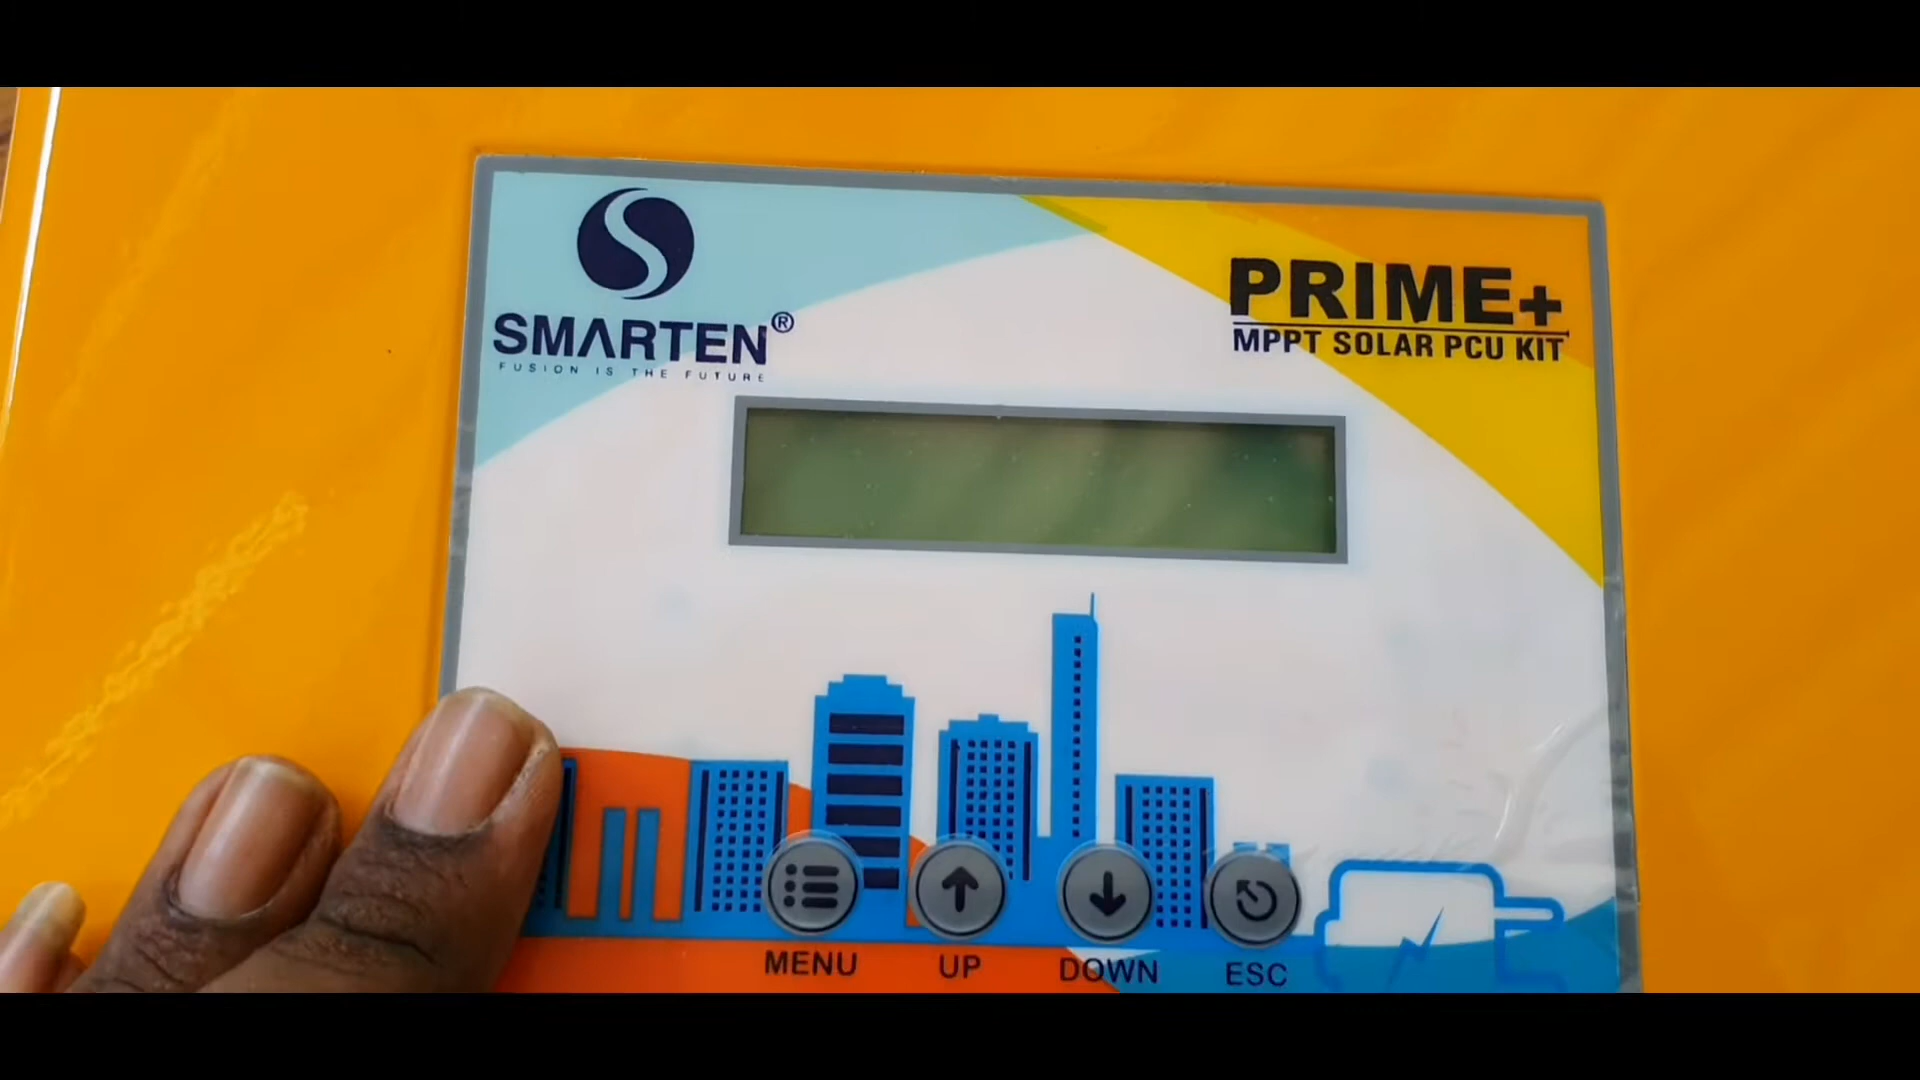 SMARTEN®
FUSION IS THE FUTURE
PRIME+
MPPT SOLAR PCU KIT
MENU
UP
DOWN
ESC